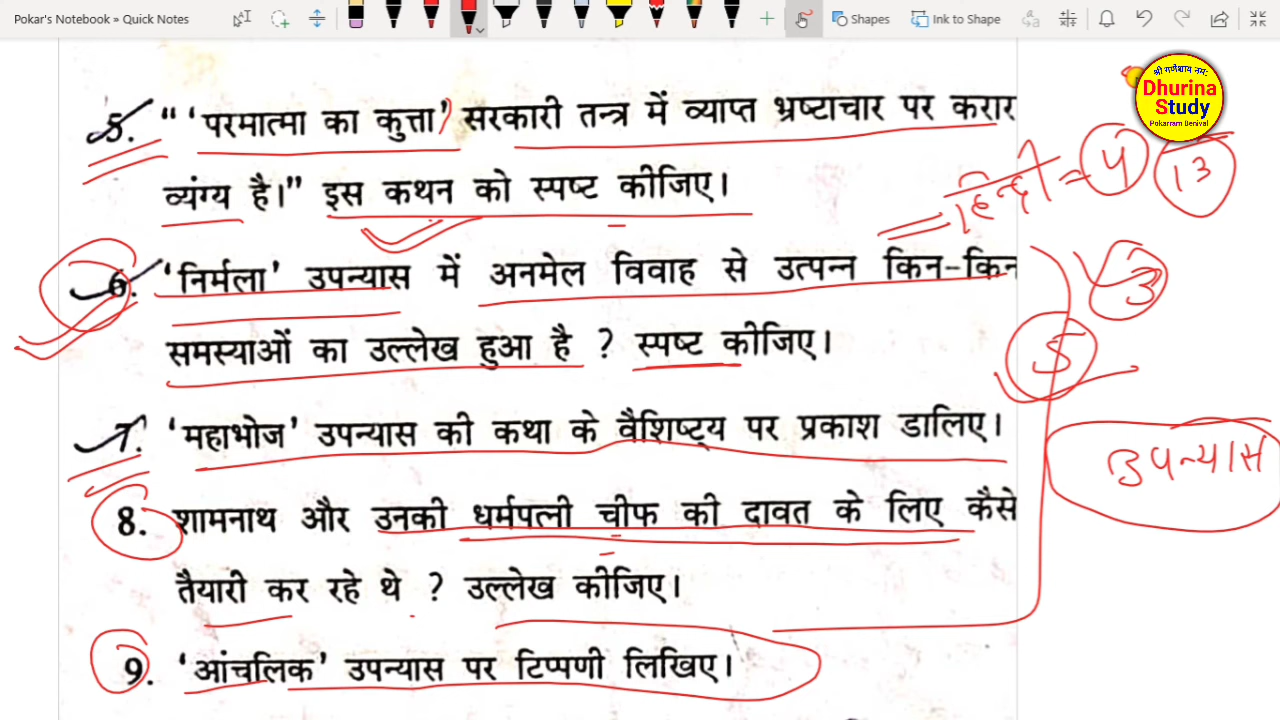 Pokar's Notebook » Quick Notes
Shapes
Ink to Shape
श्री गणेशाय नम:
Dhurina
Study
Pokarram Denival
5. " 'परमात्मा का कुत्ता' सरकारी तन्त्र में व्याप्त भ्रष्टाचार पर करारा
व्यंग्य है।" इस कथन को स्पष्ट कीजिए।
हिन्दी = 4 13
6. 'निर्मला' उपन्यास में अनमेल विवाह से उत्पन्न किन-किन
3
समस्याओं का उल्लेख हुआ है ? स्पष्ट कीजिए।
5
7. 'महाभोज' उपन्यास की कथा के वैशिष्ट्य पर प्रकाश डालिए।
उपन्यास
8. शामनाथ और उनकी धर्मपत्नी चीफ की दावत के लिए कैसे
तैयारी कर रहे थे ? उल्लेख कीजिए।
9. 'आंचलिक' उपन्यास पर टिप्पणी लिखिए।